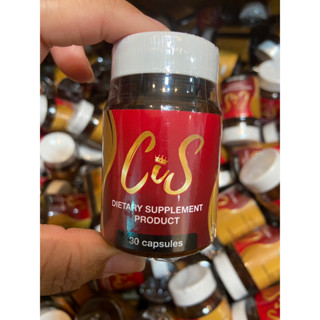 CiS
DIETARY SUPPLEMENT
PRODUCT
30 capsules